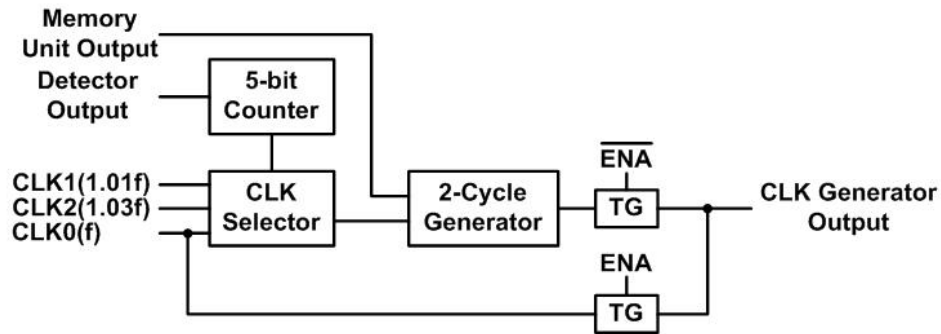 Memory
Unit Output
Detector
Output
5-bit
Counter
CLK1(1.01f)
CLK2(1.03f)
CLK0(f)
CLK
Selector
2-Cycle
Generator
ENA
TG
CLK Generator
Output
ENA
TG